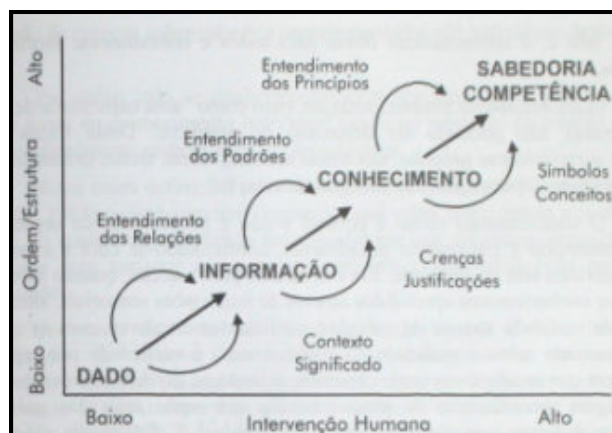 Alto
Ordem/Estrutura
Baixo
Entendimento
dos Princípios
SABEDORIA
COMPETÊNCIA
Entendimento
dos Padrões
CONHECIMENTO
Símbolos
Conceitos
Entendimento
das Relações
INFORMAÇÃO
Crenças
Justificações
DADO
Contexto
Significado
Baixo
Intervenção Humana
Alto